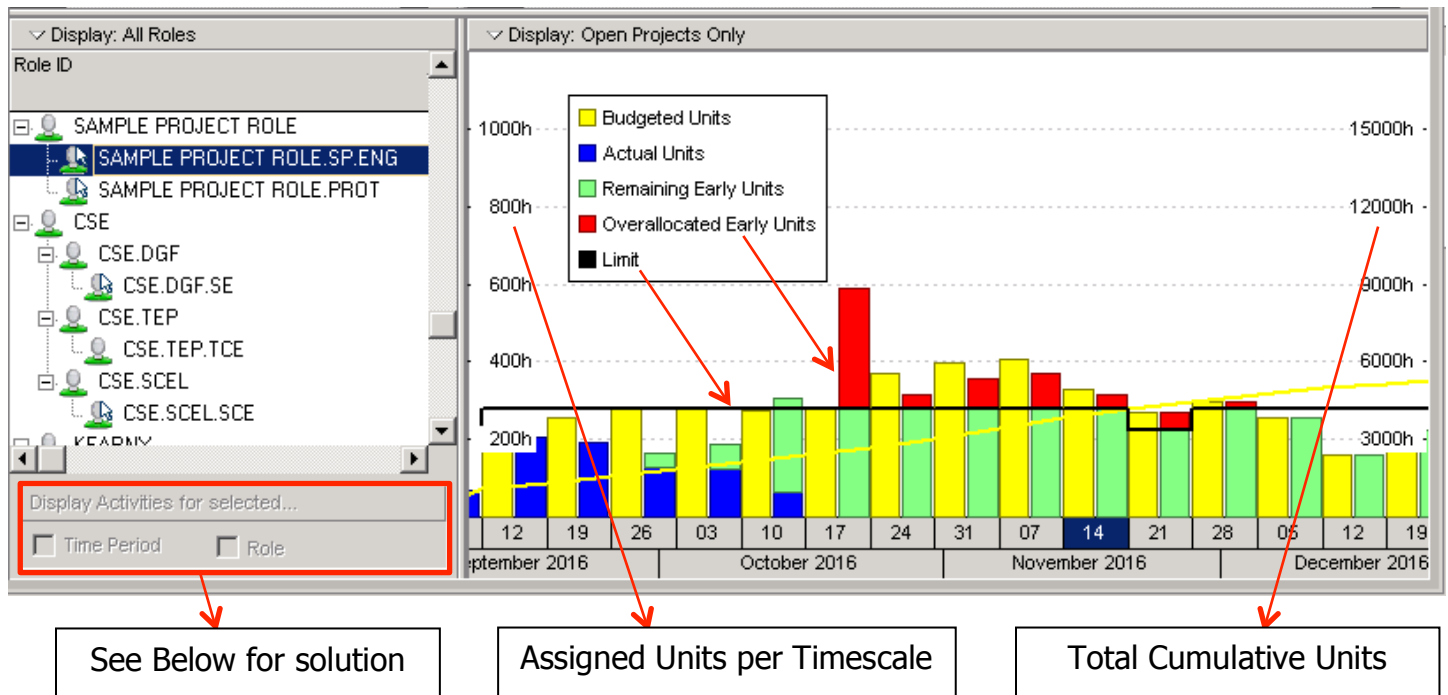 Display: All Roles
Role ID
SAMPLE PROJECT ROLE
SAMPLE PROJECT ROLE.SP.ENG
SAMPLE PROJECT ROLE.PROT
CSE
CSE.DGF
CSE.DGF.SE
CSE.TEP
CSE.TEP.TCE
CSE.SCEL
CSE.SCEL.SCE
KEARNY
Display Activities for selected...
Time Period Role
Display: Open Projects Only
Budgeted Units
Actual Units
Remaining Early Units
Overallocated Early Units
Limit
1000h 15000h
800h 12000h
600h 9000h
400h 6000h
200h 3000h
12 19 26 03 10 17 24 31 07 14 21 28 05 12 19
eptember 2016 October 2016 November 2016 December 2016
See Below for solution
Assigned Units per Timescale
Total Cumulative Units